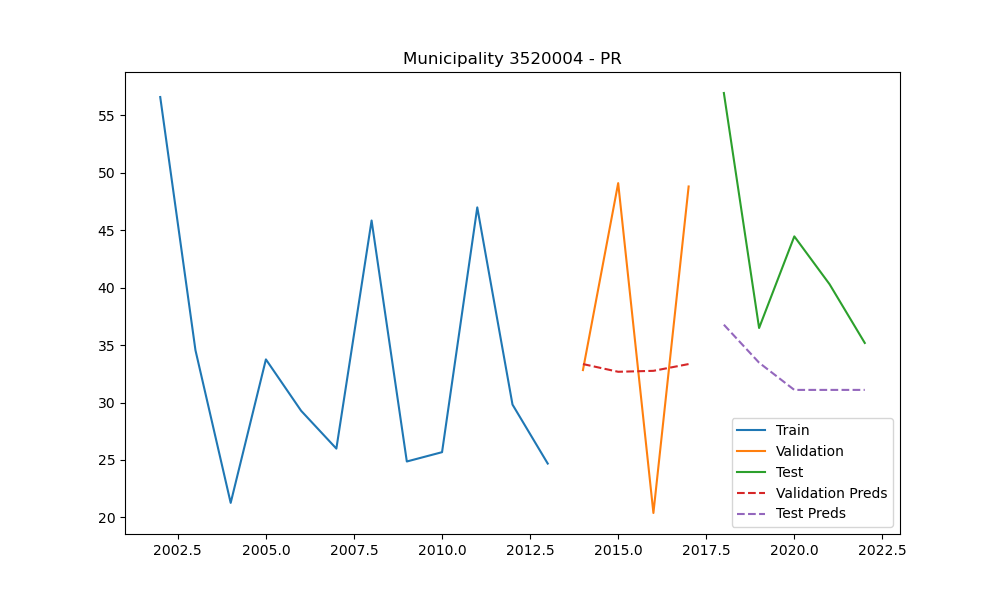 Municipality 3520004 - PR
55
50
45
40
35
30
25
20
2002.5 2005.0 2007.5 2010.0 2012.5 2015.0 2017.5 2020.0 2022.5
Train
Validation
Test
Validation Preds
Test Preds